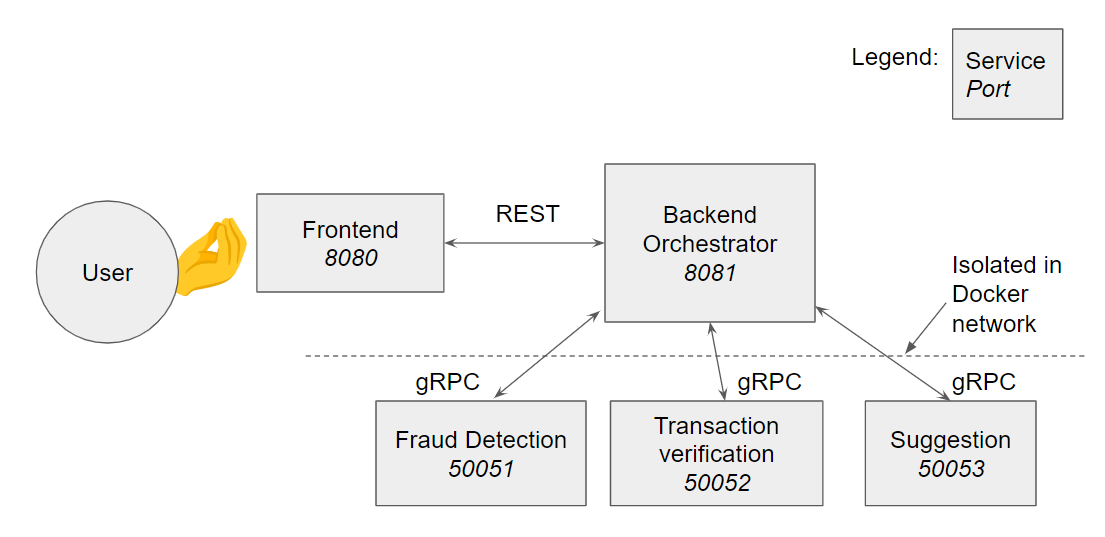 Legend:
Service
Port
User
Frontend
8080
REST
Backend
Orchestrator
8081
Isolated in
Docker
network
gRPC
gRPC
gRPC
Fraud Detection
50051
Transaction
verification
50052
Suggestion
50053